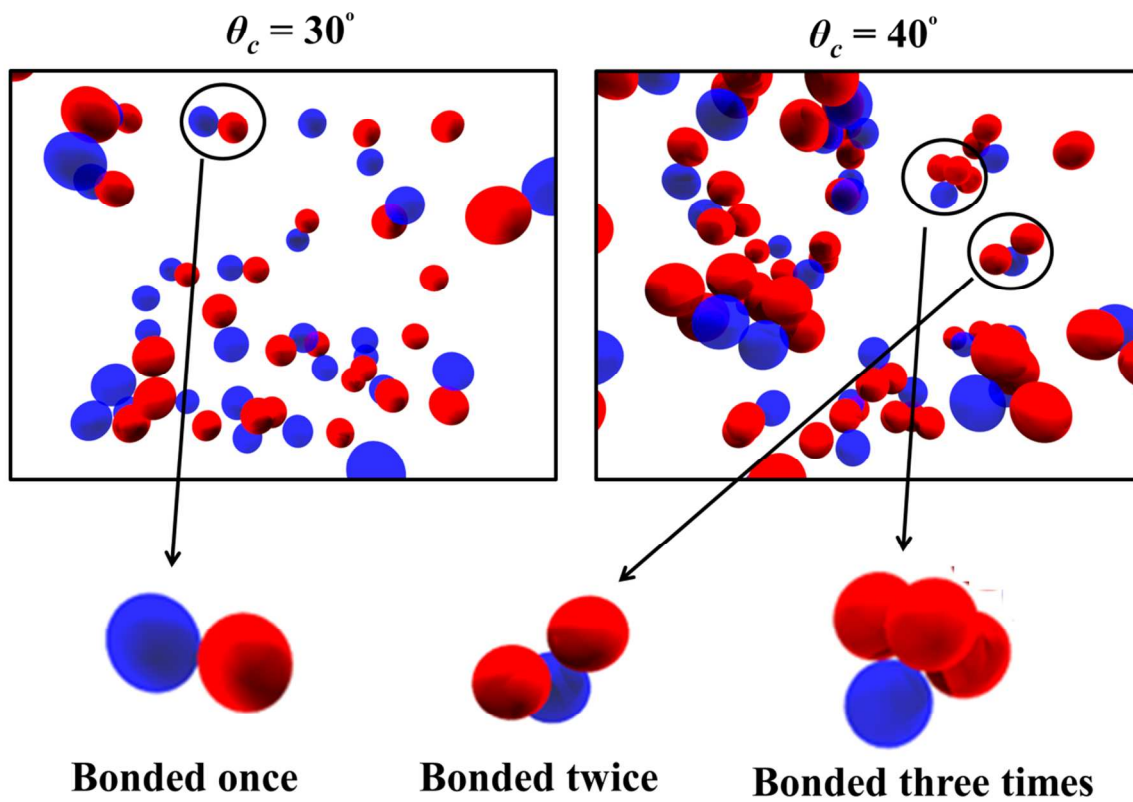 θc = 30°
θc = 40°
Bonded once
Bonded twice
Bonded three times